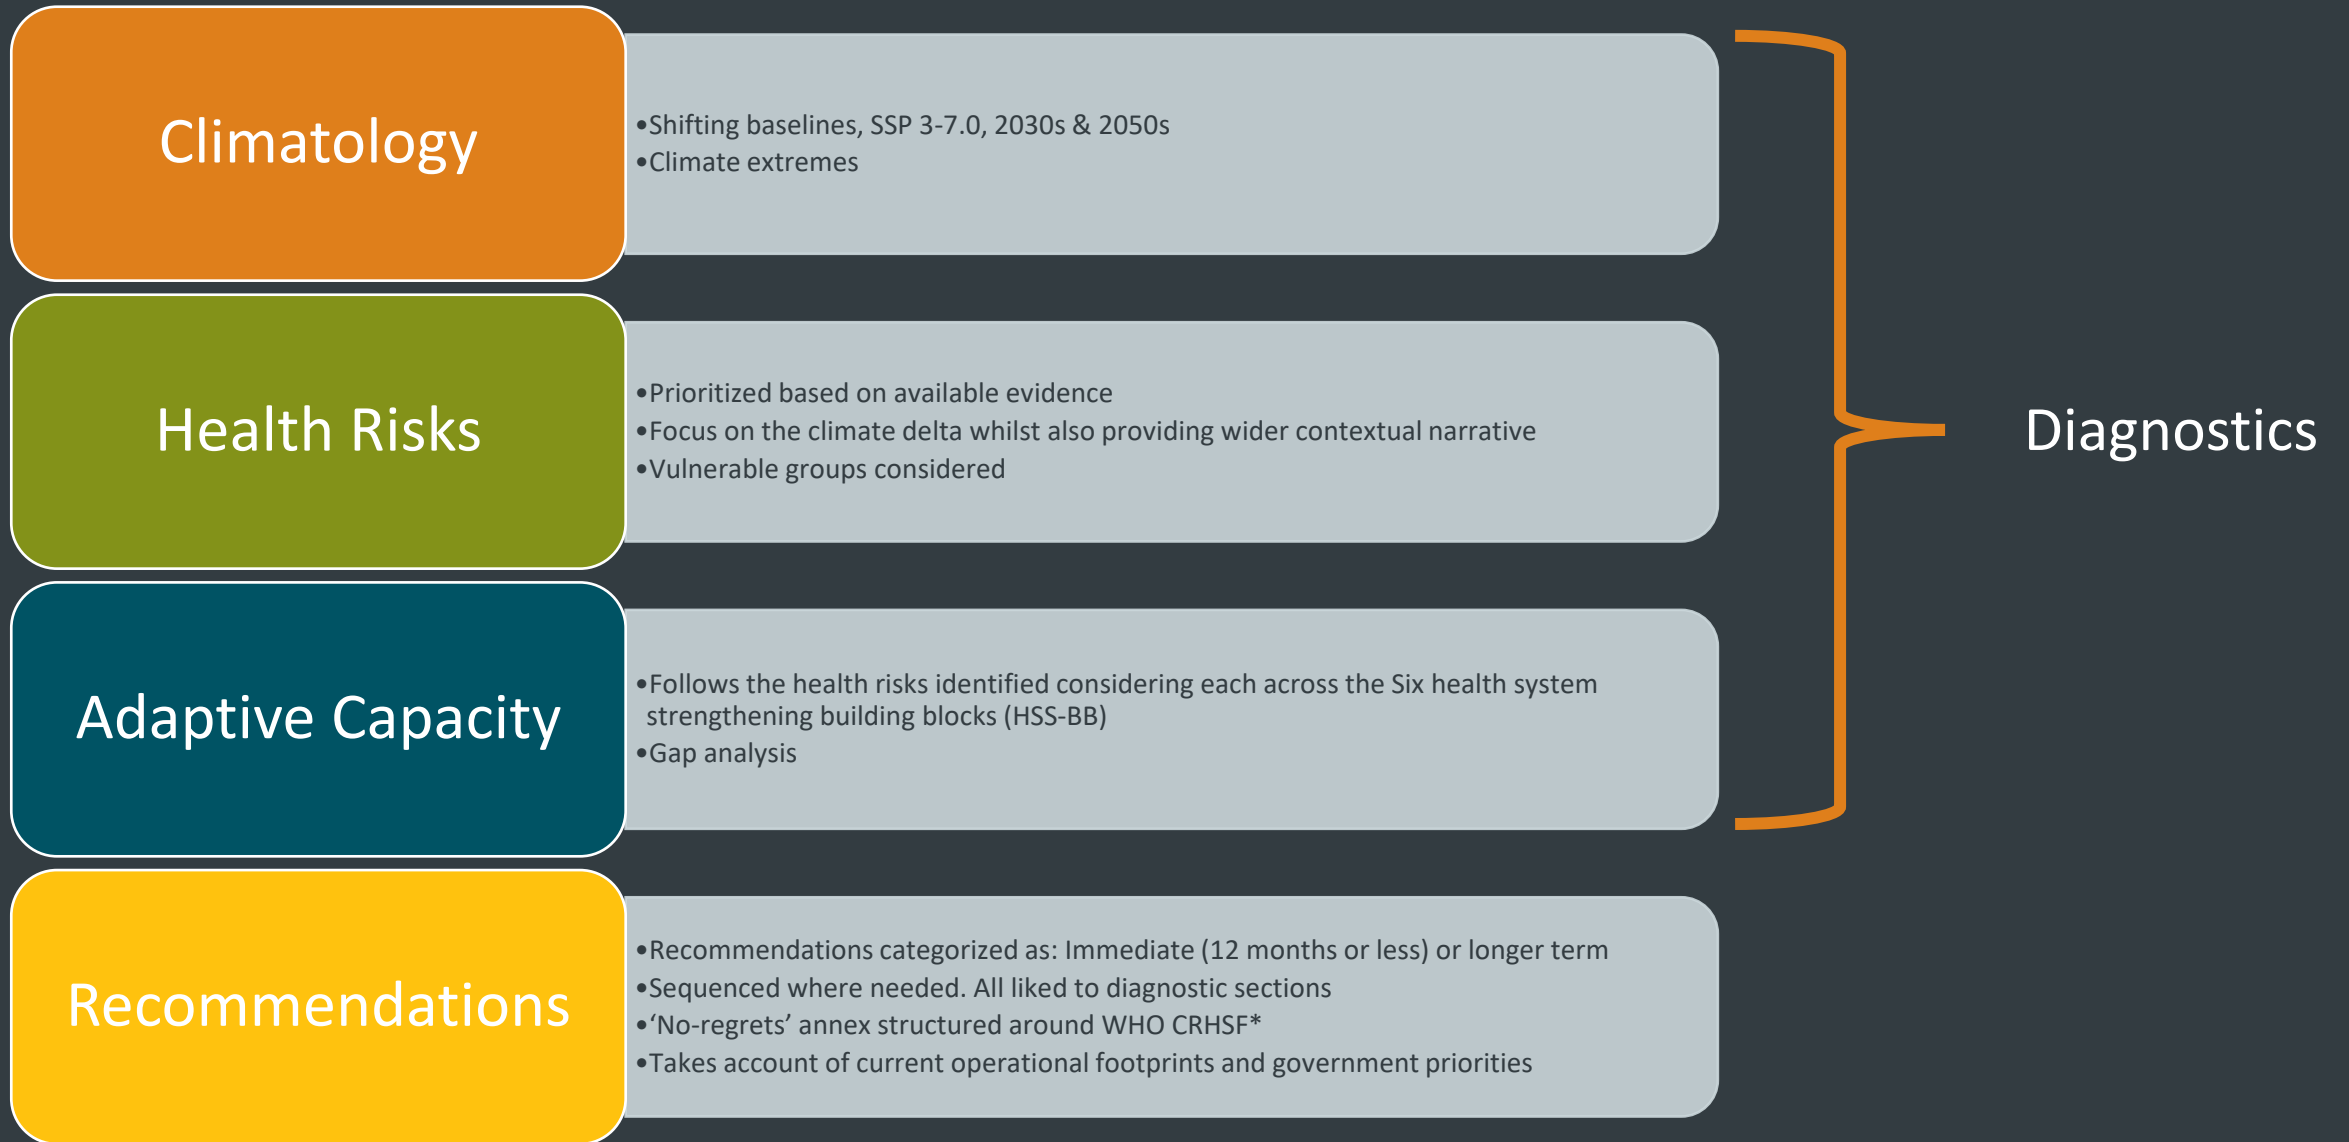 Climatology
•Shifting baselines, SSP 3-7.0, 2030s & 2050s
•Climate extremes
Health Risks
•Prioritized based on available evidence
•Focus on the climate delta whilst also providing wider contextual narrative
•Vulnerable groups considered
Adaptive Capacity
•Follows the health risks identified considering each across the Six health system
strengthening building blocks (HSS-BB)
•Gap analysis
Recommendations
•Recommendations categorized as: Immediate (12 months or less) or longer term
•Sequenced where needed. All liked to diagnostic sections
•‘No-regrets’ annex structured around WHO CRHSF*
•Takes account of current operational footprints and government priorities
Diagnostics